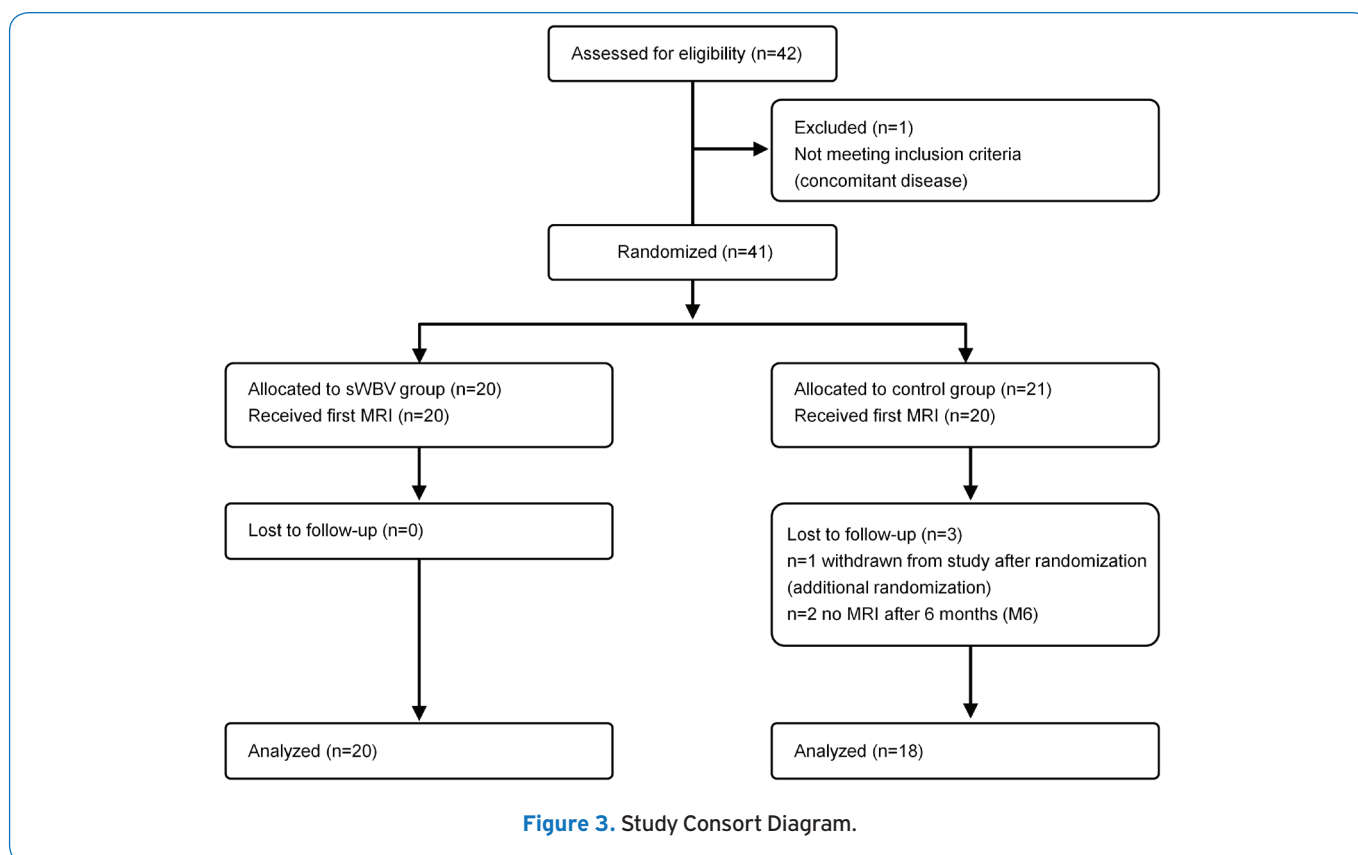 Assessed for eligibility (n=42)
Excluded (n=1)
Not meeting inclusion criteria
(concomitant disease)
Randomized (n=41)
Allocated to sWBV group (n=20)
Received first MRI (n=20)
Allocated to control group (n=21)
Received first MRI (n=20)
Lost to follow-up (n=0)
Lost to follow-up (n=3)
n=1 withdrawn from study after randomization
(additional randomization)
n=2 no MRI after 6 months (M6)
Analyzed (n=20)
Analyzed (n=18)
Figure 3. Study Consort Diagram.